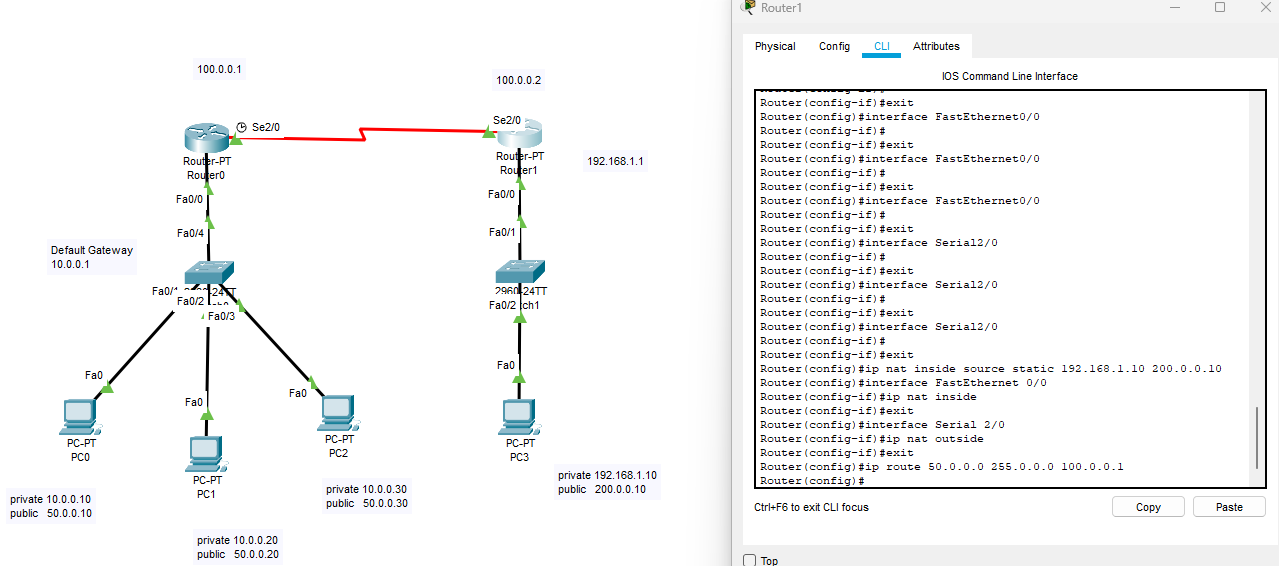 100.0.0.1
100.0.0.2
Se2/0
Se2/0
Router-PT
Router0
Router-PT
Router1
192.168.1.1
Fa0/0
Fa0/0
Fa0/4
Fa0/1
Default Gateway
10.0.0.1
2960-24TT
Fa0/1
Fa0/2
Fa0/3
Fa0/2
Fa0
Fa0
Fa0
Fa0
PC-PT
PC0
PC-PT
PC1
PC-PT
PC2
PC-PT
PC3
private 10.0.0.10
public 50.0.0.10
private 10.0.0.20
public 50.0.0.20
private 10.0.0.30
public 50.0.0.30
private 192.168.1.10
public 200.0.0.10
Router1
Physical Config CLI Attributes
IOS Command Line Interface
Router(config-if)#
Router(config-if)#exit
Router(config)#interface FastEthernet0/0
Router(config-if)#
Router(config-if)#exit
Router(config)#interface FastEthernet0/0
Router(config-if)#
Router(config-if)#exit
Router(config)#interface FastEthernet0/0
Router(config-if)#
Router(config-if)#exit
Router(config)#interface Serial2/0
Router(config-if)#
Router(config-if)#exit
Router(config)#interface Serial2/0
Router(config-if)#
Router(config-if)#exit
Router(config)#interface Serial2/0
Router(config-if)#
Router(config-if)#exit
Router(config)#ip nat inside source static 192.168.1.10 200.0.0.10
Router(config)#interface FastEthernet 0/0
Router(config-if)#ip nat inside
Router(config-if)#exit
Router(config)#interface Serial 2/0
Router(config-if)#ip nat outside
Router(config-if)#exit
Router(config)#ip route 50.0.0.0 255.0.0.0 100.0.0.1
Router(config)#
Ctrl+F6 to exit CLI focus
Copy
Paste
Top